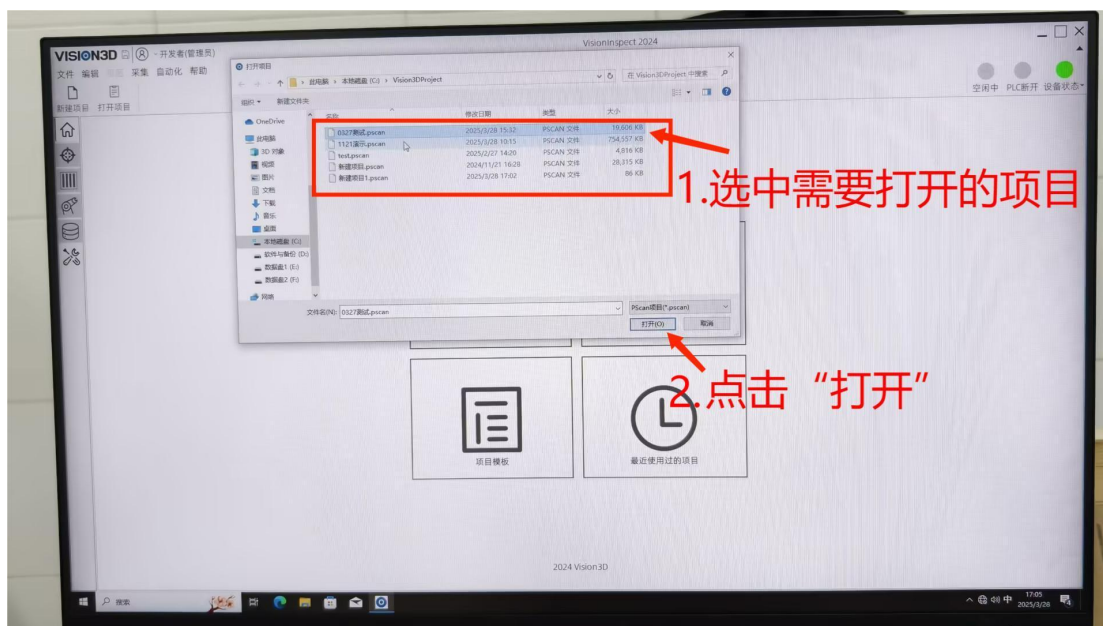 VisionInspect 2024
VISION3D - 开发者(管理员)
文件 编辑 采集 自动化 帮助
新建项目 打开项目
空闲中 PLC断开 设备状态
打开项目
此电脑 › 本地磁盘 (C:) › Vision3DProject
在 Vision3DProject 中搜索
组织 新建文件夹
名称 修改日期 类型 大小
0327测试.pscan 2025/3/28 15:32 PSCAN 文件 19,606 KB
1121演示.pscan 2025/3/28 10:15 PSCAN 文件 754,557 KB
test.pscan 2025/2/27 14:20 PSCAN 文件 4,816 KB
新建项目.pscan 2024/11/21 16:28 PSCAN 文件 28,315 KB
新建项目1.pscan 2025/3/28 17:02 PSCAN 文件 86 KB
OneDrive
此电脑
3D 对象
视频
图片
文档
下载
音乐
桌面
本地磁盘 (C:)
软件与备份 (D:)
数据盘1 (E:)
数据盘2 (F:)
网络
文件名(N): 0327测试.pscan
PScan项目(*.pscan)
打开(O) 取消
1.选中需要打开的项目
2.点击“打开”
项目模板
最近使用过的项目
2024 Vision3D
搜索
中
17:05
2025/3/28